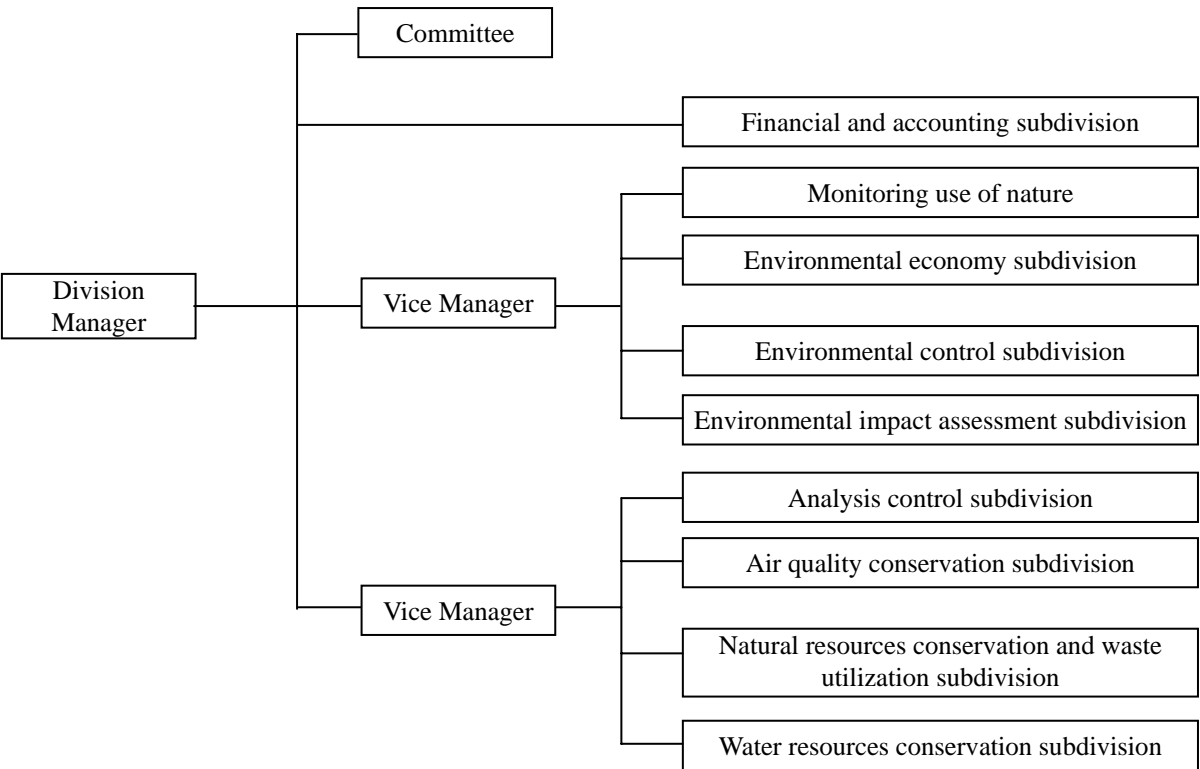 Committee
Financial and accounting subdivision
Monitoring use of nature
Environmental economy subdivision
Division
Manager
Vice Manager
Environmental control subdivision
Environmental impact assessment subdivision
Analysis control subdivision
Air quality conservation subdivision
Vice Manager
Natural resources conservation and waste
utilization subdivision
Water resources conservation subdivision